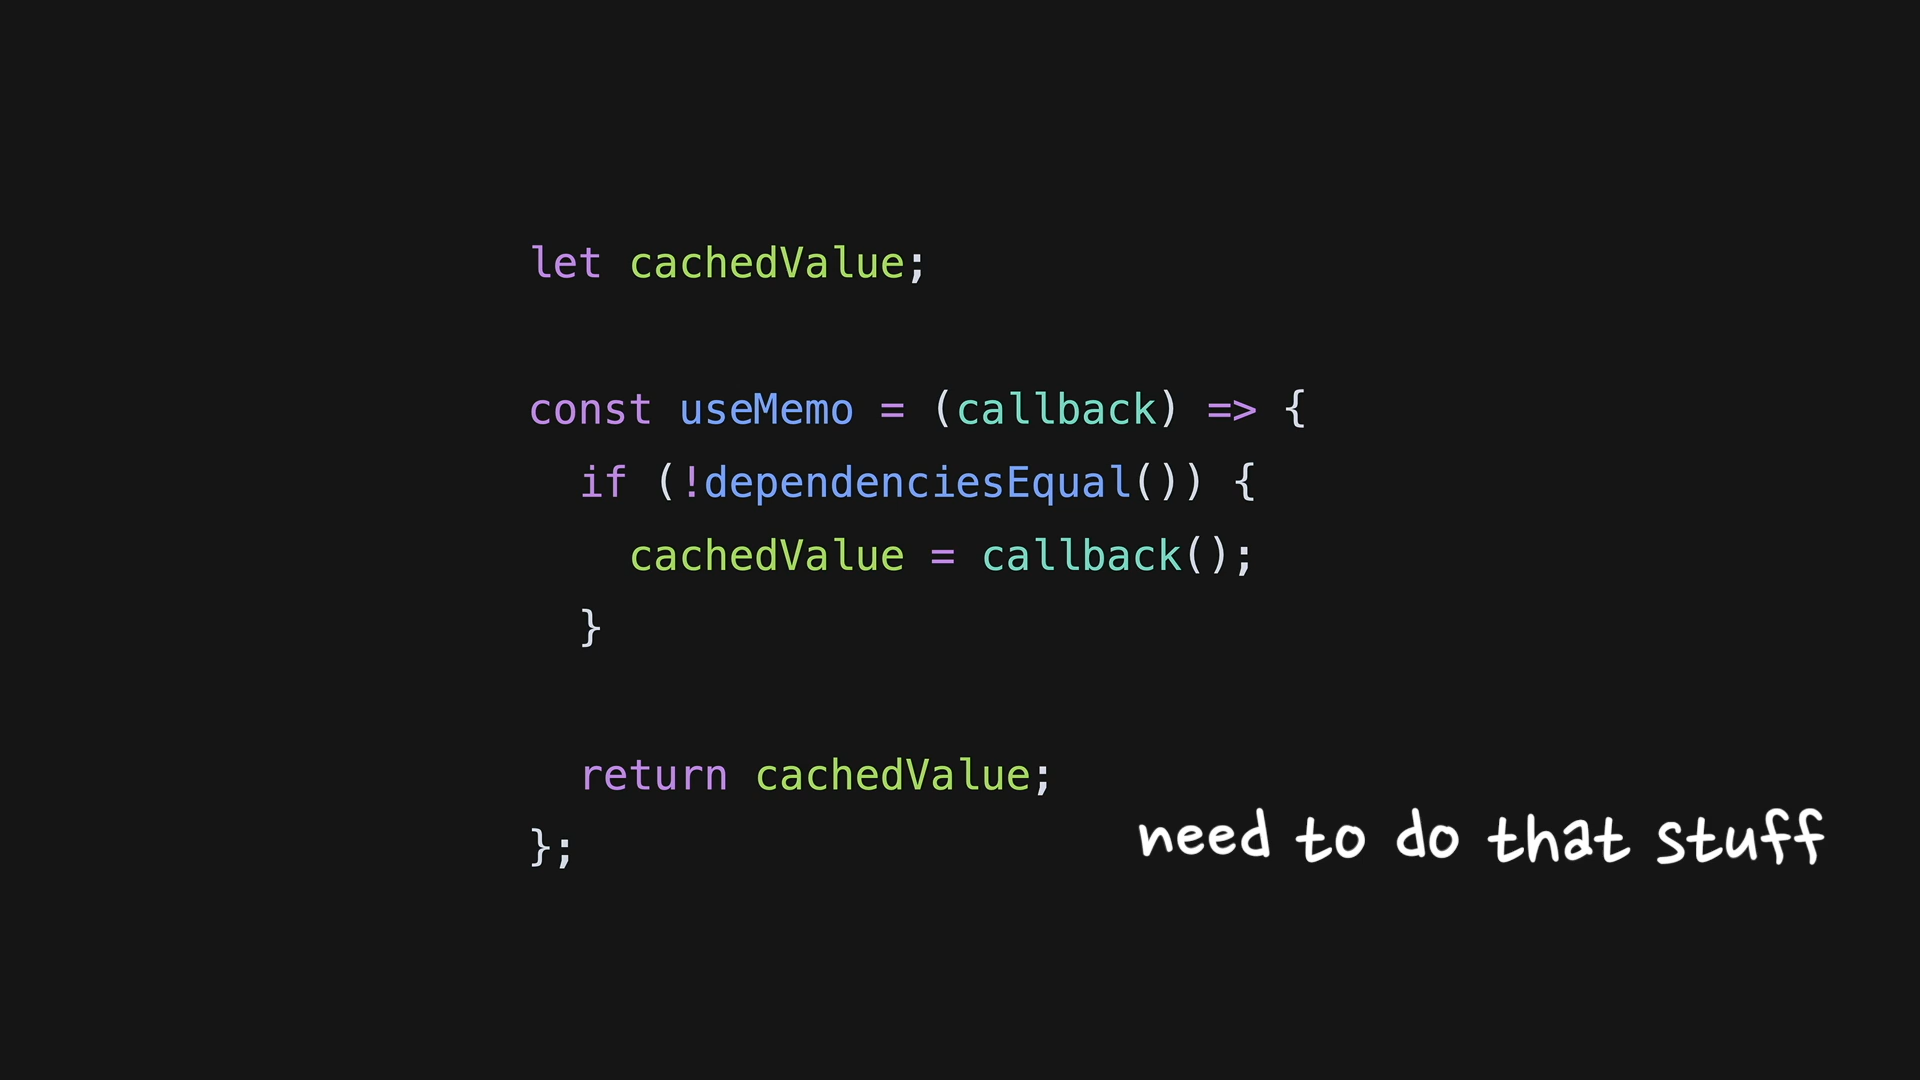 let cachedValue;
const useMemo = (callback) => {
  if (!dependenciesEqual()) {
    cachedValue = callback();
  }
  return cachedValue;
};
need to do that stuff